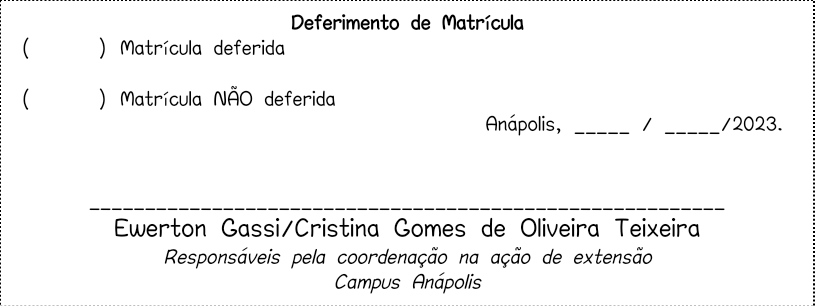 Deferimento de Matrícula
(      ) Matrícula deferida
(      ) Matrícula NÃO deferida
Anápolis, _____ / _____/2023.
__________________________________________________________
Ewerton Gassi/Cristina Gomes de Oliveira Teixeira
Responsáveis pela coordenação na ação de extensão
Campus Anápolis